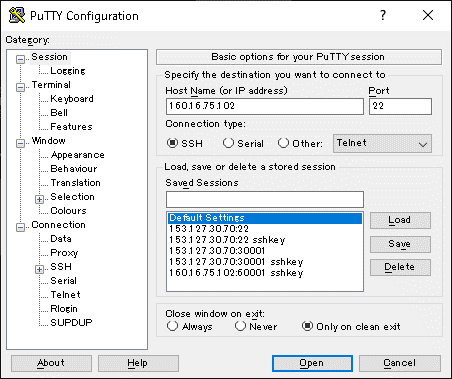 PuTTY Configuration
?
Category:
Session
Logging
Terminal
Keyboard
Bell
Features
Window
Appearance
Behaviour
Translation
Selection
Colours
Connection
Data
Proxy
SSH
Serial
Telnet
Rlogin
SUPDUP
Basic options for your PuTTY session
Specify the destination you want to connect to
Host Name (or IP address) Port
160.16.75.102 22
Connection type:
SSH Serial Other: Telnet
Load, save or delete a stored session
Saved Sessions
Default Settings
153.127.30.70:22
153.127.30.70:22 sshkey
153.127.30.70:30001
153.127.30.70:30001 sshkey
160.16.75.102:60001 sshkey
Load
Save
Delete
Close window on exit:
Always Never Only on clean exit
About Help Open Cancel